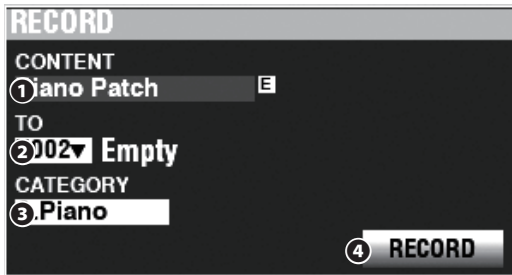 RECORD
CONTENT
1 iano Patch E
TO
2 002▼ Empty
CATEGORY
3 .Piano
4 RECORD